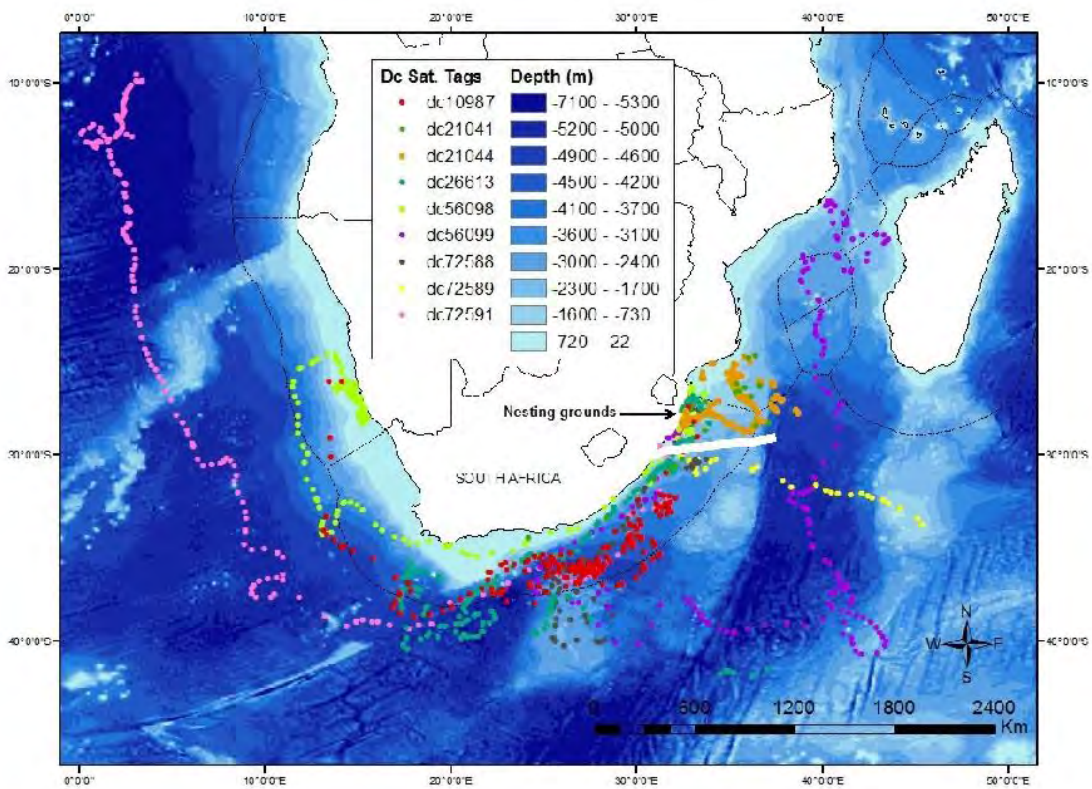 0°0'0"E 10°0'0"E 20°0'0"E 30°0'0"E 40°0'0"E 50°0'0"E
Dc Sat. Tags Depth (m)
dc10987 -7100 - -5300
dc21041 -5200 - -5000
dc21044 -4900 - -4600
dc26613 -4500 - -4200
dc56098 -4100 - -3700
dc56099 -3600 - -3100
dc72588 -3000 - -2400
dc72589 -2300 - -1700
dc72591 -1600 - -730
720 22
10°0'0"S 10°0'0"S
20°0'0"S 20°0'0"S
Nesting grounds
30°0'0"S 30°0'0"S
SOUTH AFRICA
40°0'0"S 40°0'0"S
N
W E
S
0 600 1200 1800 2400
Km
0°0'0"E 10°0'0"E 20°0'0"E 30°0'0"E 40°0'0"E 50°0'0"E